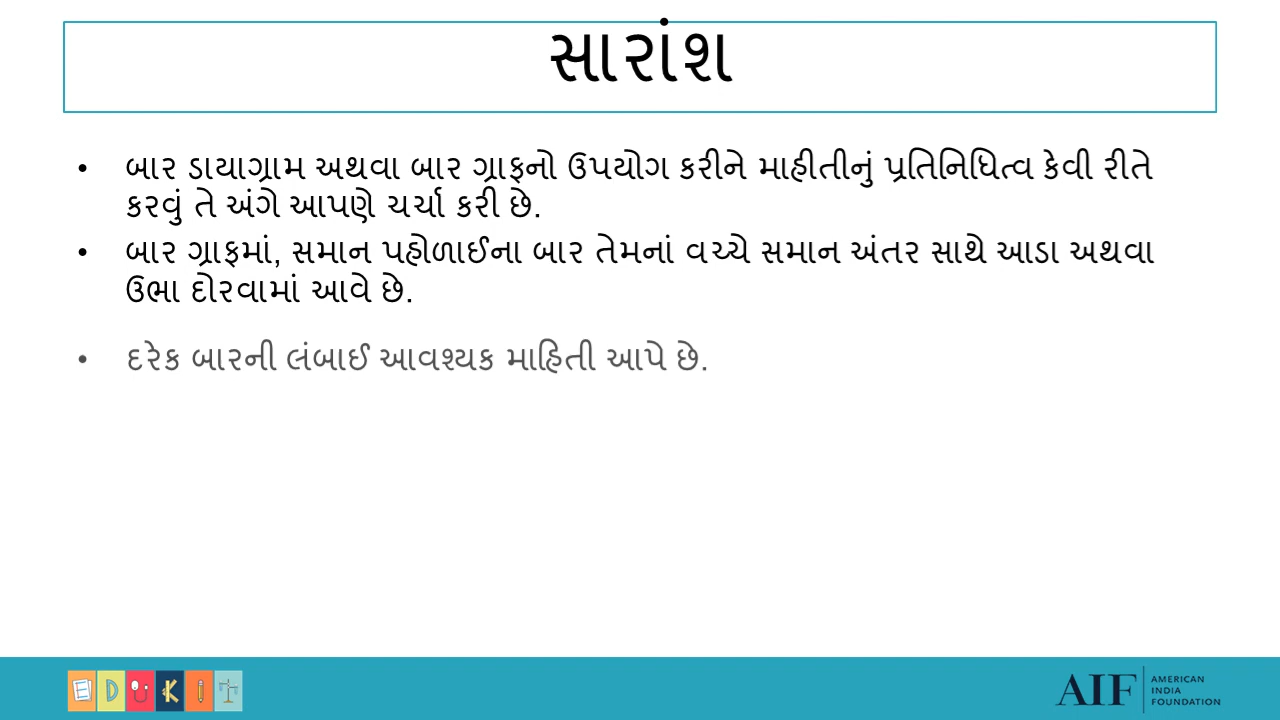 સારાંશ
• બાર ડાયાગ્રામ અથવા બાર ગ્રાફનો ઉપયોગ કરીને માહીતીનું પ્રતિનિધિત્વ કેવી રીતે
કરવું તે અંગે આપણે ચર્ચા કરી છે.
• બાર ગ્રાફમાં, સમાન પહોળાઈના બાર તેમનાં વચ્ચે સમાન અંતર સાથે આડા અથવા
ઉભા દોરવામાં આવે છે.
• દરેક બારની લંબાઈ આવશ્યક માહિતી આપે છે.
EDUKIT
AIF
AMERICAN
INDIA
FOUNDATION